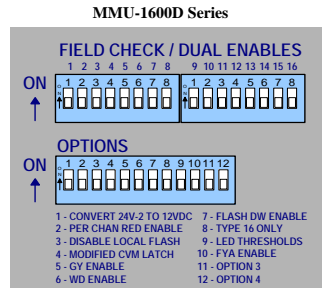 MMU-1600D Series
FIELD CHECK / DUAL ENABLES
1 2 3 4 5 6 7 8 9 10 11 12 13 14 15 16
ON
1 2 3 4 5 6 7 8 1 2 3 4 5 6 7 8
OPTIONS
ON
1 2 3 4 5 6 7 8 9 10 11 12
1 - CONVERT 24V-2 TO 12VDC 7 - FLASH DW ENABLE
2 - PER CHAN RED ENABLE 8 - TYPE 16 ONLY
3 - DISABLE LOCAL FLASH 9 - LED THRESHOLDS
4 - MODIFIED CVM LATCH 10 - FYA ENABLE
5 - GY ENABLE 11 - OPTION 3
6 - WD ENABLE 12 - OPTION 4